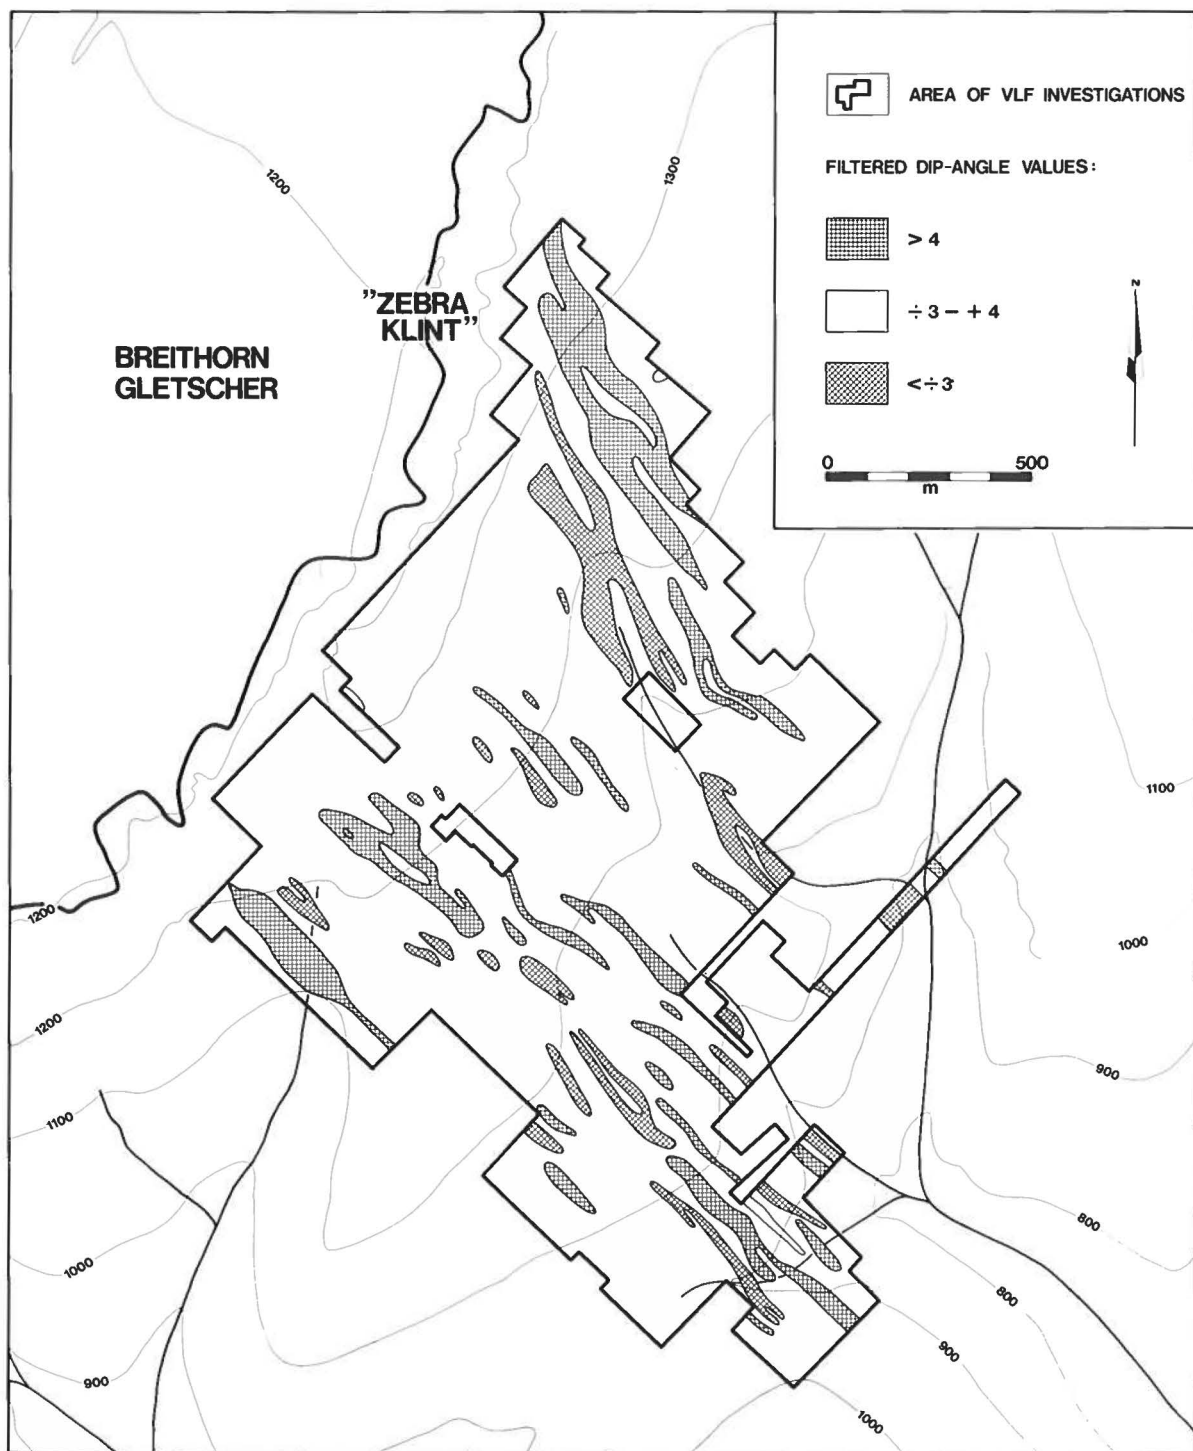 AREA OF VLF INVESTIGATIONS
FILTERED DIP-ANGLE VALUES:
> 4
÷ 3 – + 4
< ÷ 3
N
0 500
m
1200
1300
"ZEBRA
KLINT"
BREITHORN
GLETSCHER
1100
1200
1000
1200
900
1100
800
1000
800
900
900
1000